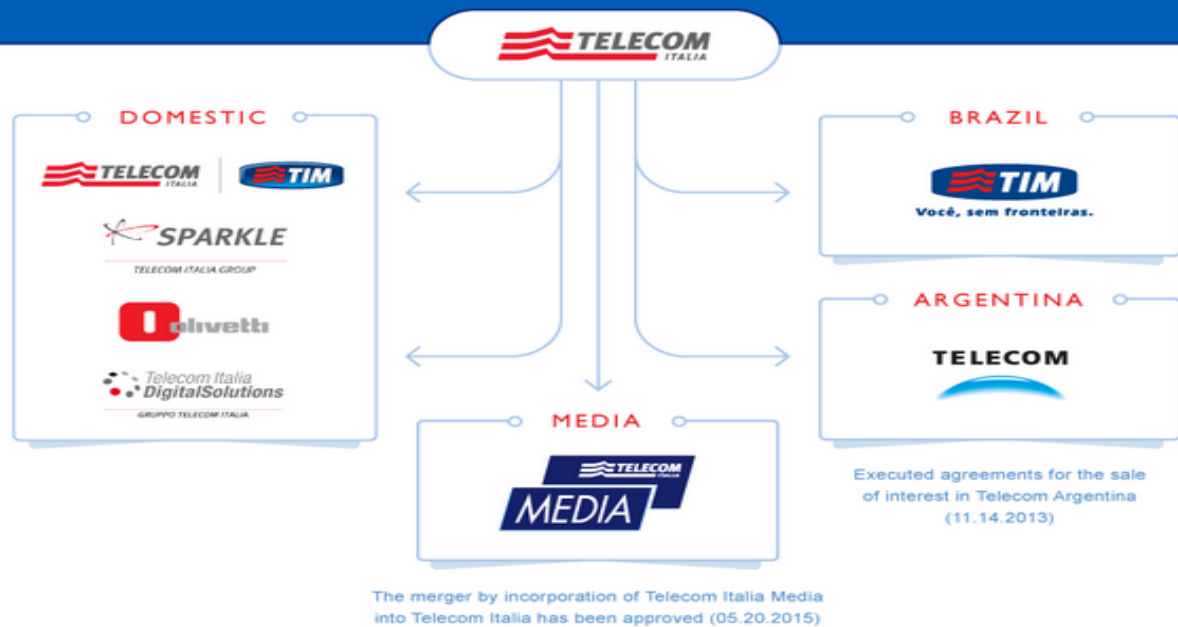 TELECOM
ITALIA
DOMESTIC
TELECOM
ITALIA
TIM
SPARKLE
TELECOM ITALIA GROUP
olivetti
Telecom Italia
DigitalSolutions
GRUPPO TELECOM ITALIA
MEDIA
TELECOM
ITALIA
MEDIA
The merger by incorporation of Telecom Italia Media
into Telecom Italia has been approved (05.20.2015)
BRAZIL
TIM
Você, sem fronteiras.
ARGENTINA
TELECOM
Executed agreements for the sale
of interest in Telecom Argentina
(11.14.2013)